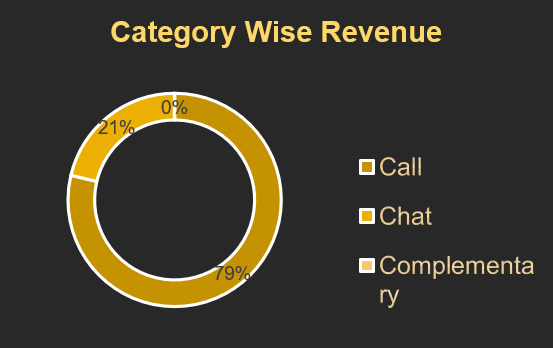 Category Wise Revenue
0%
21%
79%
Call
Chat
Complementa
ry